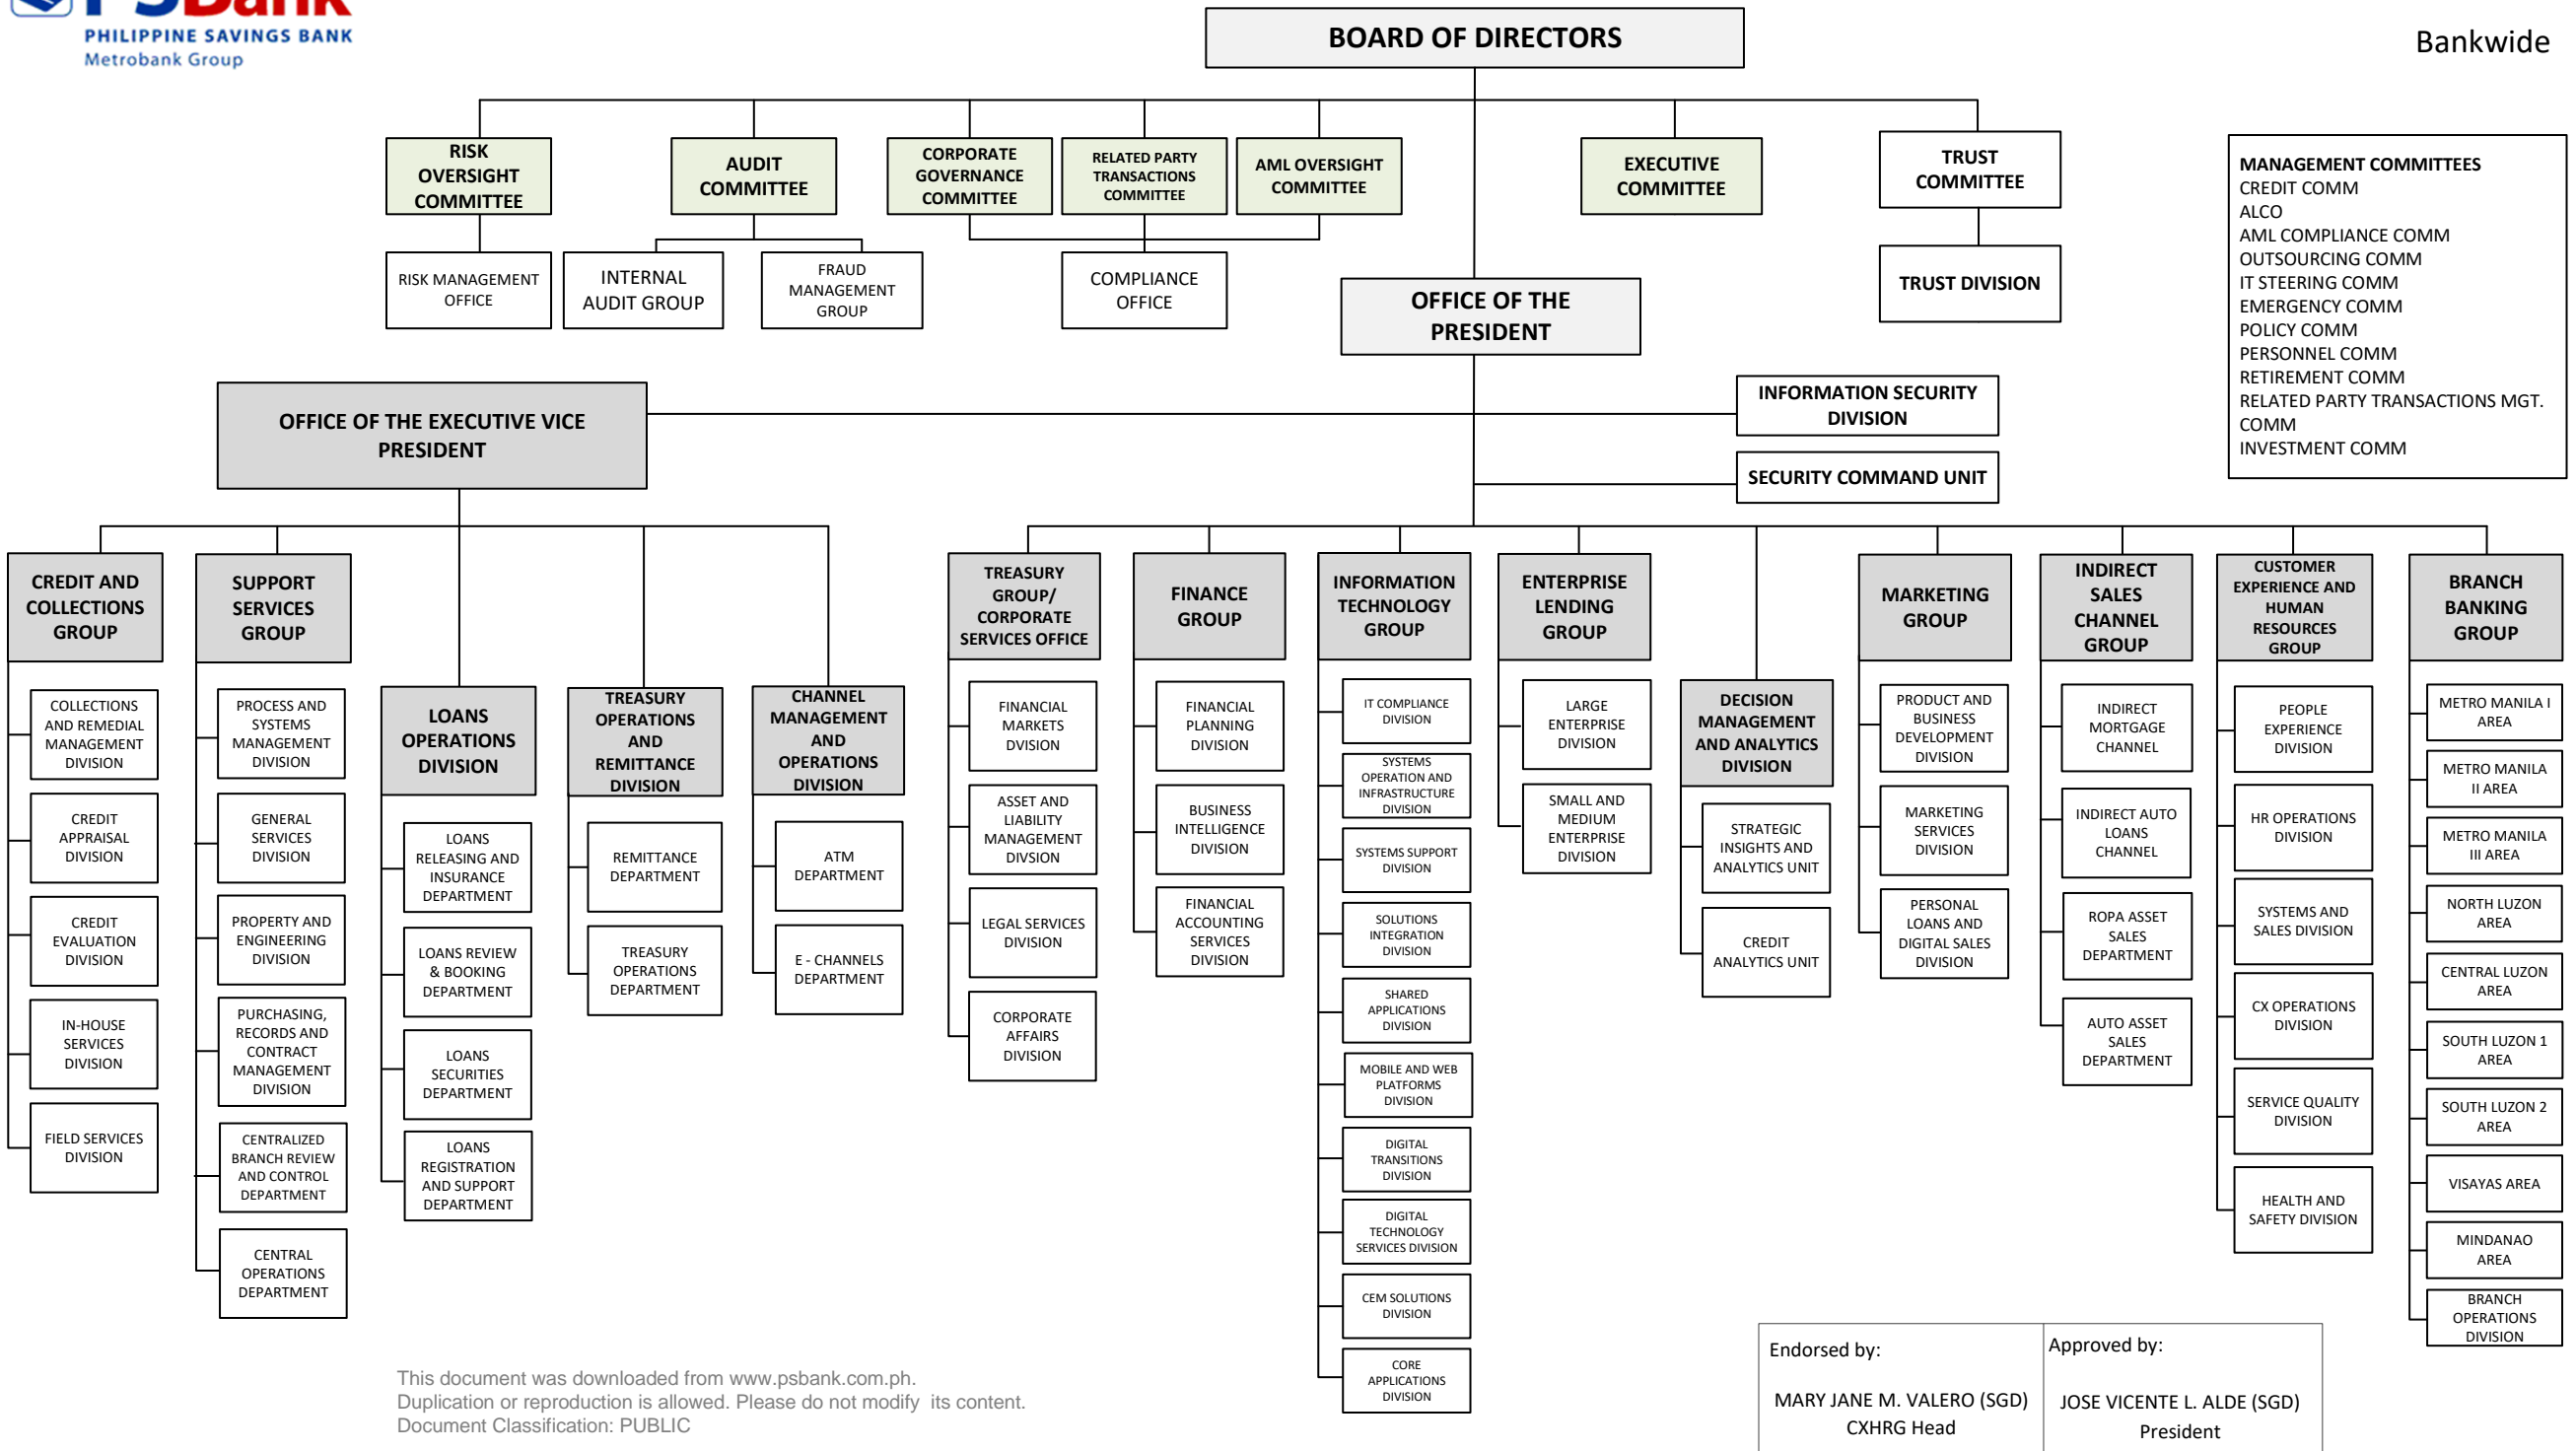 PSBank
PHILIPPINE SAVINGS BANK
Metrobank Group
BOARD OF DIRECTORS
Bankwide
RISK
OVERSIGHT
COMMITTEE
AUDIT
COMMITTEE
CORPORATE
GOVERNANCE
COMMITTEE
RELATED PARTY
TRANSACTIONS
COMMITTEE
AML OVERSIGHT
COMMITTEE
EXECUTIVE
COMMITTEE
TRUST
COMMITTEE
MANAGEMENT COMMITTEES
CREDIT COMM
ALCO
AML COMPLIANCE COMM
OUTSOURCING COMM
IT STEERING COMM
EMERGENCY COMM
POLICY COMM
PERSONNEL COMM
RETIREMENT COMM
RELATED PARTY TRANSACTIONS MGT.
COMM
INVESTMENT COMM
RISK MANAGEMENT
OFFICE
INTERNAL
AUDIT GROUP
FRAUD
MANAGEMENT
GROUP
COMPLIANCE
OFFICE
OFFICE OF THE
PRESIDENT
TRUST DIVISION
OFFICE OF THE EXECUTIVE VICE
PRESIDENT
INFORMATION SECURITY
DIVISION
SECURITY COMMAND UNIT
CREDIT AND
COLLECTIONS
GROUP
COLLECTIONS
AND REMEDIAL
MANAGEMENT
DIVISION
CREDIT
APPRAISAL
DIVISION
CREDIT
EVALUATION
DIVISION
IN-HOUSE
SERVICES
DIVISION
FIELD SERVICES
DIVISION
SUPPORT
SERVICES
GROUP
PROCESS AND
SYSTEMS
MANAGEMENT
DIVISION
GENERAL
SERVICES
DIVISION
PROPERTY AND
ENGINEERING
DIVISION
PURCHASING,
RECORDS AND
CONTRACT
MANAGEMENT
DIVISION
CENTRALIZED
BRANCH REVIEW
AND CONTROL
DEPARTMENT
CENTRAL
OPERATIONS
DEPARTMENT
LOANS
OPERATIONS
DIVISION
LOANS
RELEASING AND
INSURANCE
DEPARTMENT
LOANS REVIEW
& BOOKING
DEPARTMENT
LOANS
SECURITIES
DEPARTMENT
LOANS
REGISTRATION
AND SUPPORT
DEPARTMENT
TREASURY
OPERATIONS
AND
REMITTANCE
DIVISION
REMITTANCE
DEPARTMENT
TREASURY
OPERATIONS
DEPARTMENT
CHANNEL
MANAGEMENT
AND
OPERATIONS
DIVISION
ATM
DEPARTMENT
E - CHANNELS
DEPARTMENT
TREASURY
GROUP/
CORPORATE
SERVICES OFFICE
FINANCIAL
MARKETS
DIVISION
ASSET AND
LIABILITY
MANAGEMENT
DIVSION
LEGAL SERVICES
DIVISION
CORPORATE
AFFAIRS
DIVISION
FINANCE
GROUP
FINANCIAL
PLANNING
DIVISION
BUSINESS
INTELLIGENCE
DIVISION
FINANCIAL
ACCOUNTING
SERVICES
DIVISION
INFORMATION
TECHNOLOGY
GROUP
IT COMPLIANCE
DIVISION
SYSTEMS
OPERATION AND
INFRASTRUCTURE
DIVISION
SYSTEMS SUPPORT
DIVISION
SOLUTIONS
INTEGRATION
DIVISION
SHARED
APPLICATIONS
DIVISION
MOBILE AND WEB
PLATFORMS
DIVISION
DIGITAL
TRANSITIONS
DIVISION
DIGITAL
TECHNOLOGY
SERVICES DIVISION
CEM SOLUTIONS
DIVISION
CORE
APPLICATIONS
DIVISION
ENTERPRISE
LENDING
GROUP
LARGE
ENTERPRISE
DIVISION
SMALL AND
MEDIUM
ENTERPRISE
DIVISION
DECISION
MANAGEMENT
AND ANALYTICS
DIVISION
STRATEGIC
INSIGHTS AND
ANALYTICS UNIT
CREDIT
ANALYTICS UNIT
MARKETING
GROUP
PRODUCT AND
BUSINESS
DEVELOPMENT
DIVISION
MARKETING
SERVICES
DIVISION
PERSONAL
LOANS AND
DIGITAL SALES
DIVISION
INDIRECT
SALES
CHANNEL
GROUP
INDIRECT
MORTGAGE
CHANNEL
INDIRECT AUTO
LOANS
CHANNEL
ROPA ASSET
SALES
DEPARTMENT
AUTO ASSET
SALES
DEPARTMENT
CUSTOMER
EXPERIENCE AND
HUMAN
RESOURCES
GROUP
PEOPLE
EXPERIENCE
DIVISION
HR OPERATIONS
DIVISION
SYSTEMS AND
SALES DIVISION
CX OPERATIONS
DIVISION
SERVICE QUALITY
DIVISION
HEALTH AND
SAFETY DIVISION
BRANCH
BANKING
GROUP
METRO MANILA I
AREA
METRO MANILA
II AREA
METRO MANILA
III AREA
NORTH LUZON
AREA
CENTRAL LUZON
AREA
SOUTH LUZON 1
AREA
SOUTH LUZON 2
AREA
VISAYAS AREA
MINDANAO
AREA
BRANCH
OPERATIONS
DIVISION
This document was downloaded from www.psbank.com.ph.
Duplication or reproduction is allowed. Please do not modify its content.
Document Classification: PUBLIC
Endorsed by:
MARY JANE M. VALERO (SGD)
CXHRG Head
Approved by:
JOSE VICENTE L. ALDE (SGD)
President